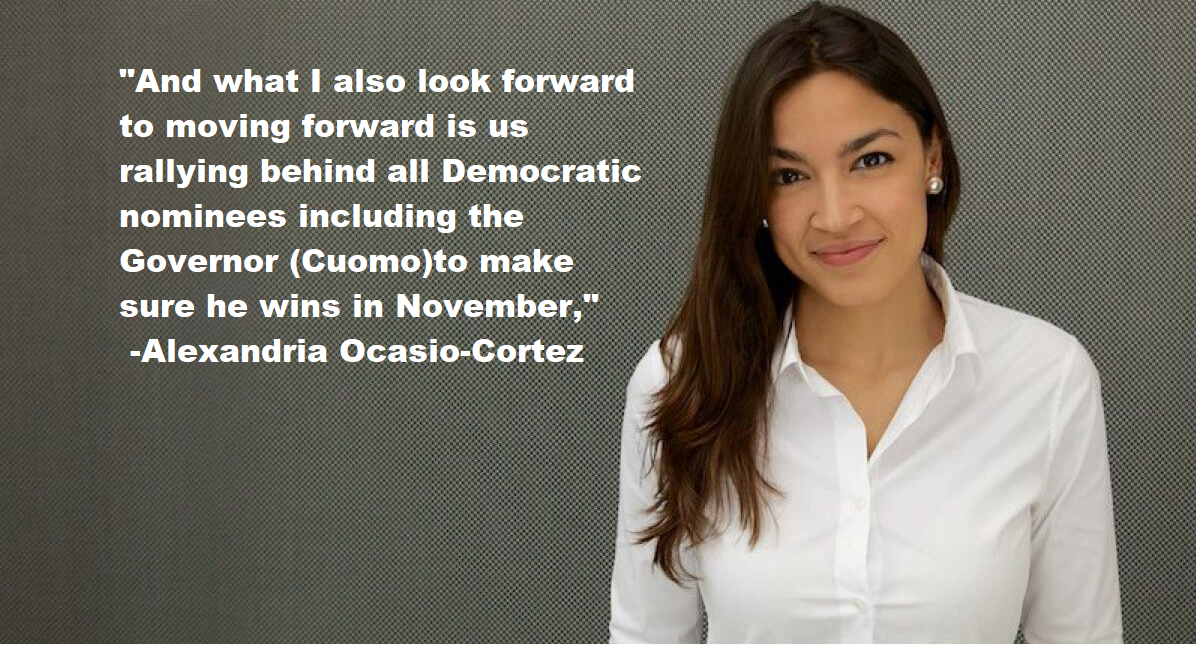 "And what I also look forward
to moving forward is us
rallying behind all Democratic
nominees including the
Governor (Cuomo)to make
sure he wins in November,"
-Alexandria Ocasio-Cortez